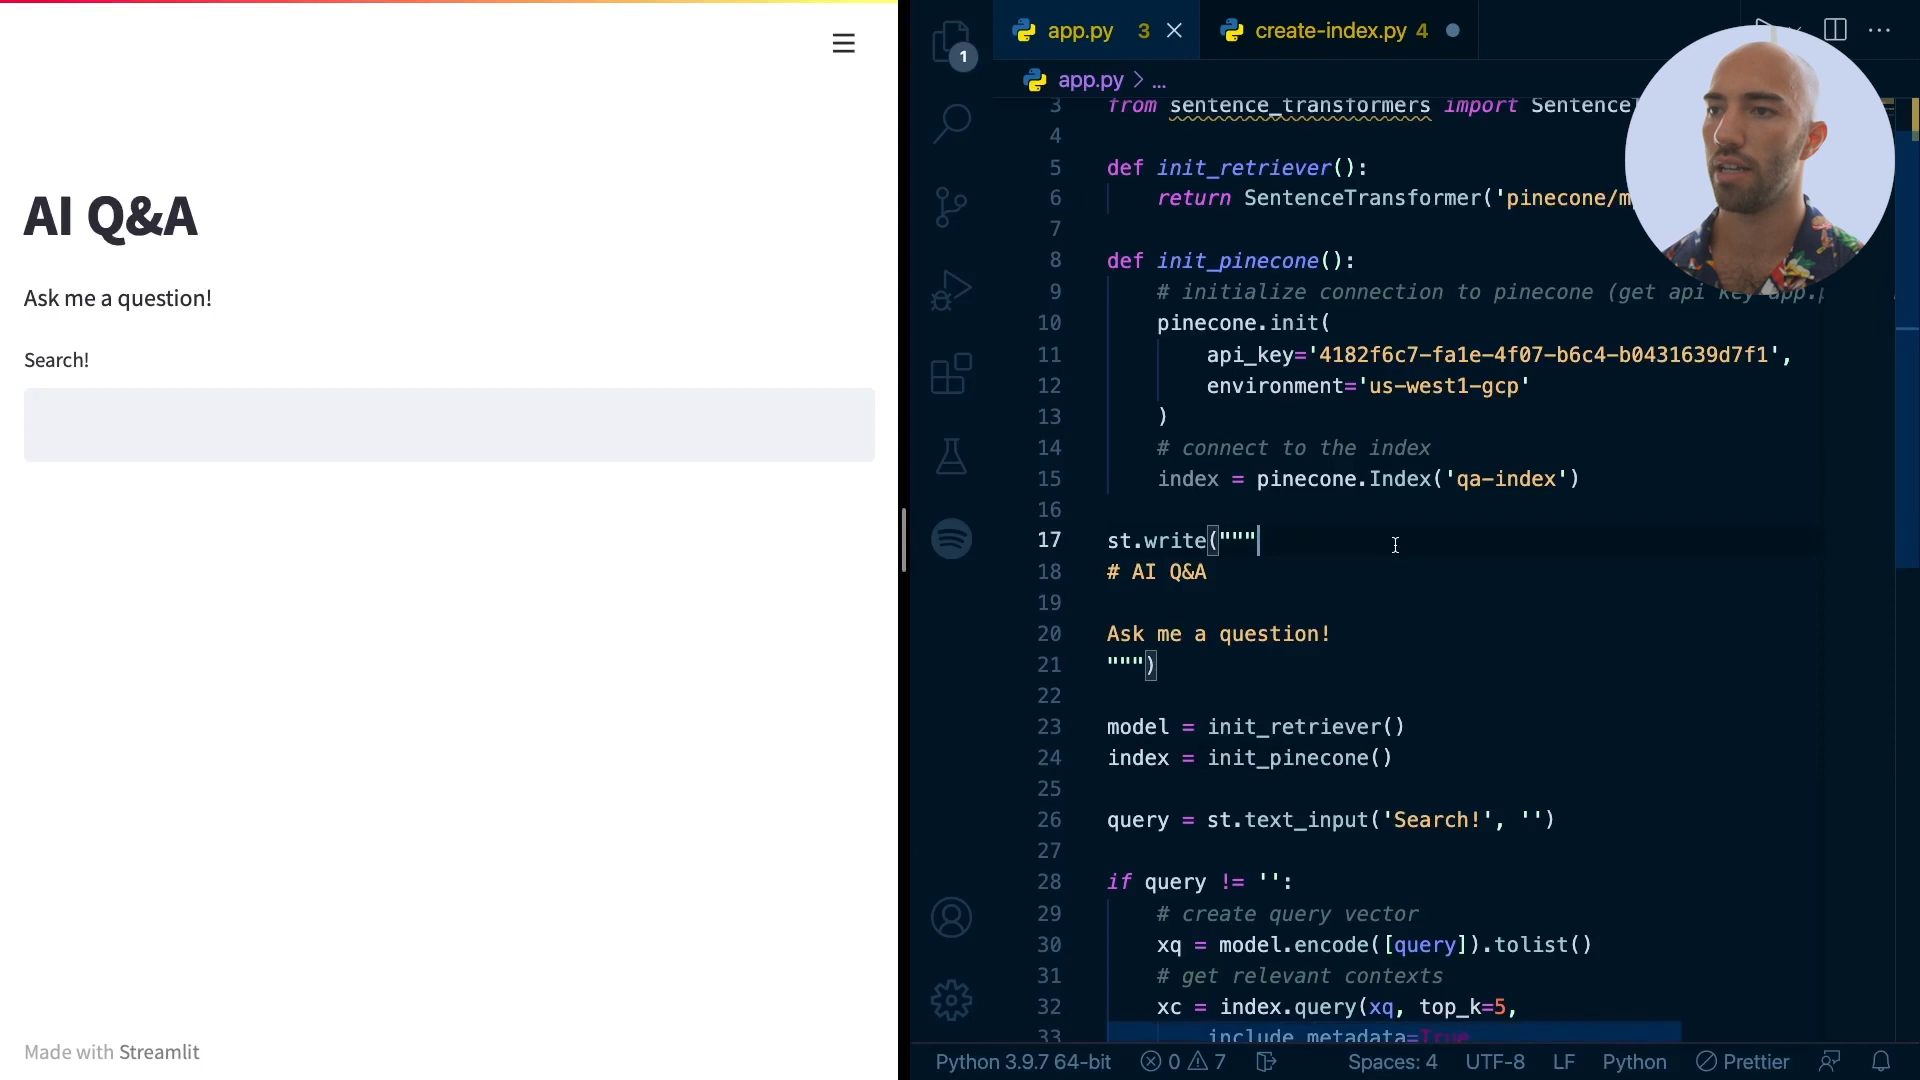 AI Q&A
Ask me a question!
Search!
Made with Streamlit
1
app.py 3
create-index.py 4
app.py > ...
3 from sentence_transformers import
4
5 def init_retriever():
6 return SentenceTransformer('pinecone/
7
8 def init_pinecone():
9 # initialize connection to pinecone (get api key
10 pinecone.init(
11 api_key='4182f6c7-fa1e-4f07-b6c4-b0431639d7f1',
12 environment='us-west1-gcp'
13 )
14 # connect to the index
15 index = pinecone.Index('qa-index')
16
17 st.write("""
18 # AI Q&A
19
20 Ask me a question!
21 """)
22
23 model = init_retriever()
24 index = init_pinecone()
25
26 query = st.text_input('Search!', '')
27
28 if query != '':
29 # create query vector
30 xq = model.encode([query]).tolist()
31 # get relevant contexts
32 xc = index.query(xq, top_k=5,
33 include_metadata=True
Python 3.9.7 64-bit 0 7 Spaces: 4 UTF-8 LF Python Prettier